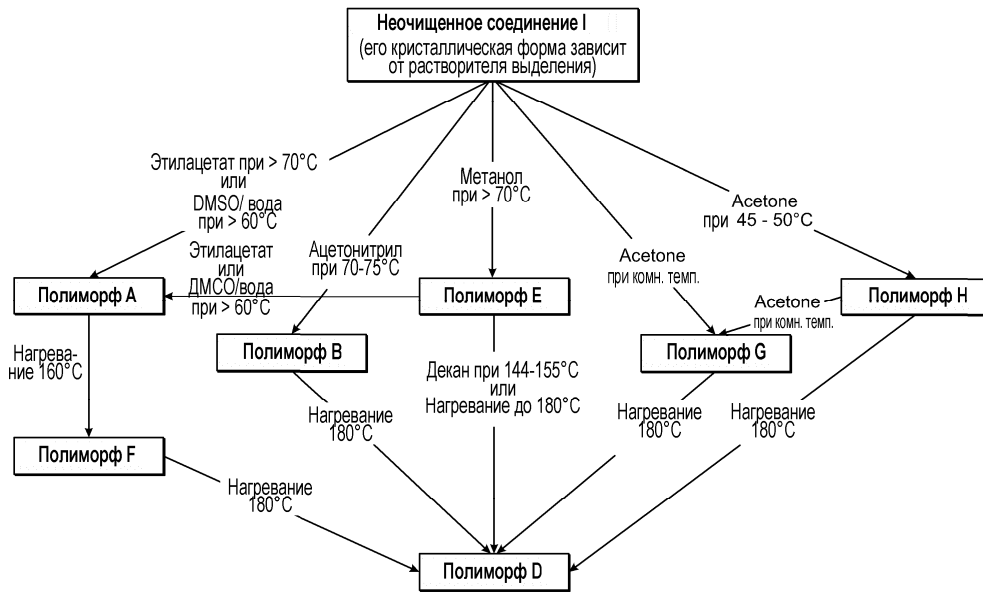 Неочищенное соединение I
(его кристаллическая форма зависит
от растворителя выделения)
Этилацетат при > 70°C
или
DMSO/ вода
при > 60°C
Метанол
при > 70°C
Acetone
при 45 - 50°C
Этилацетат
или
ДМСО/вода
при > 60°C
Ацетонитрил
при 70-75°C
Acetone
при комн. темп.
Полиморф A
Полиморф E
Полиморф H
Acetone
при комн. темп.
Полиморф B
Полиморф G
Нагрева-
ние 160°C
Декан при 144-155°C
или
Нагревание до 180°C
Нагревание
180°C
Нагревание
180°C
Нагревание
180°C
Полиморф F
Нагревание
180°C
Полиморф D